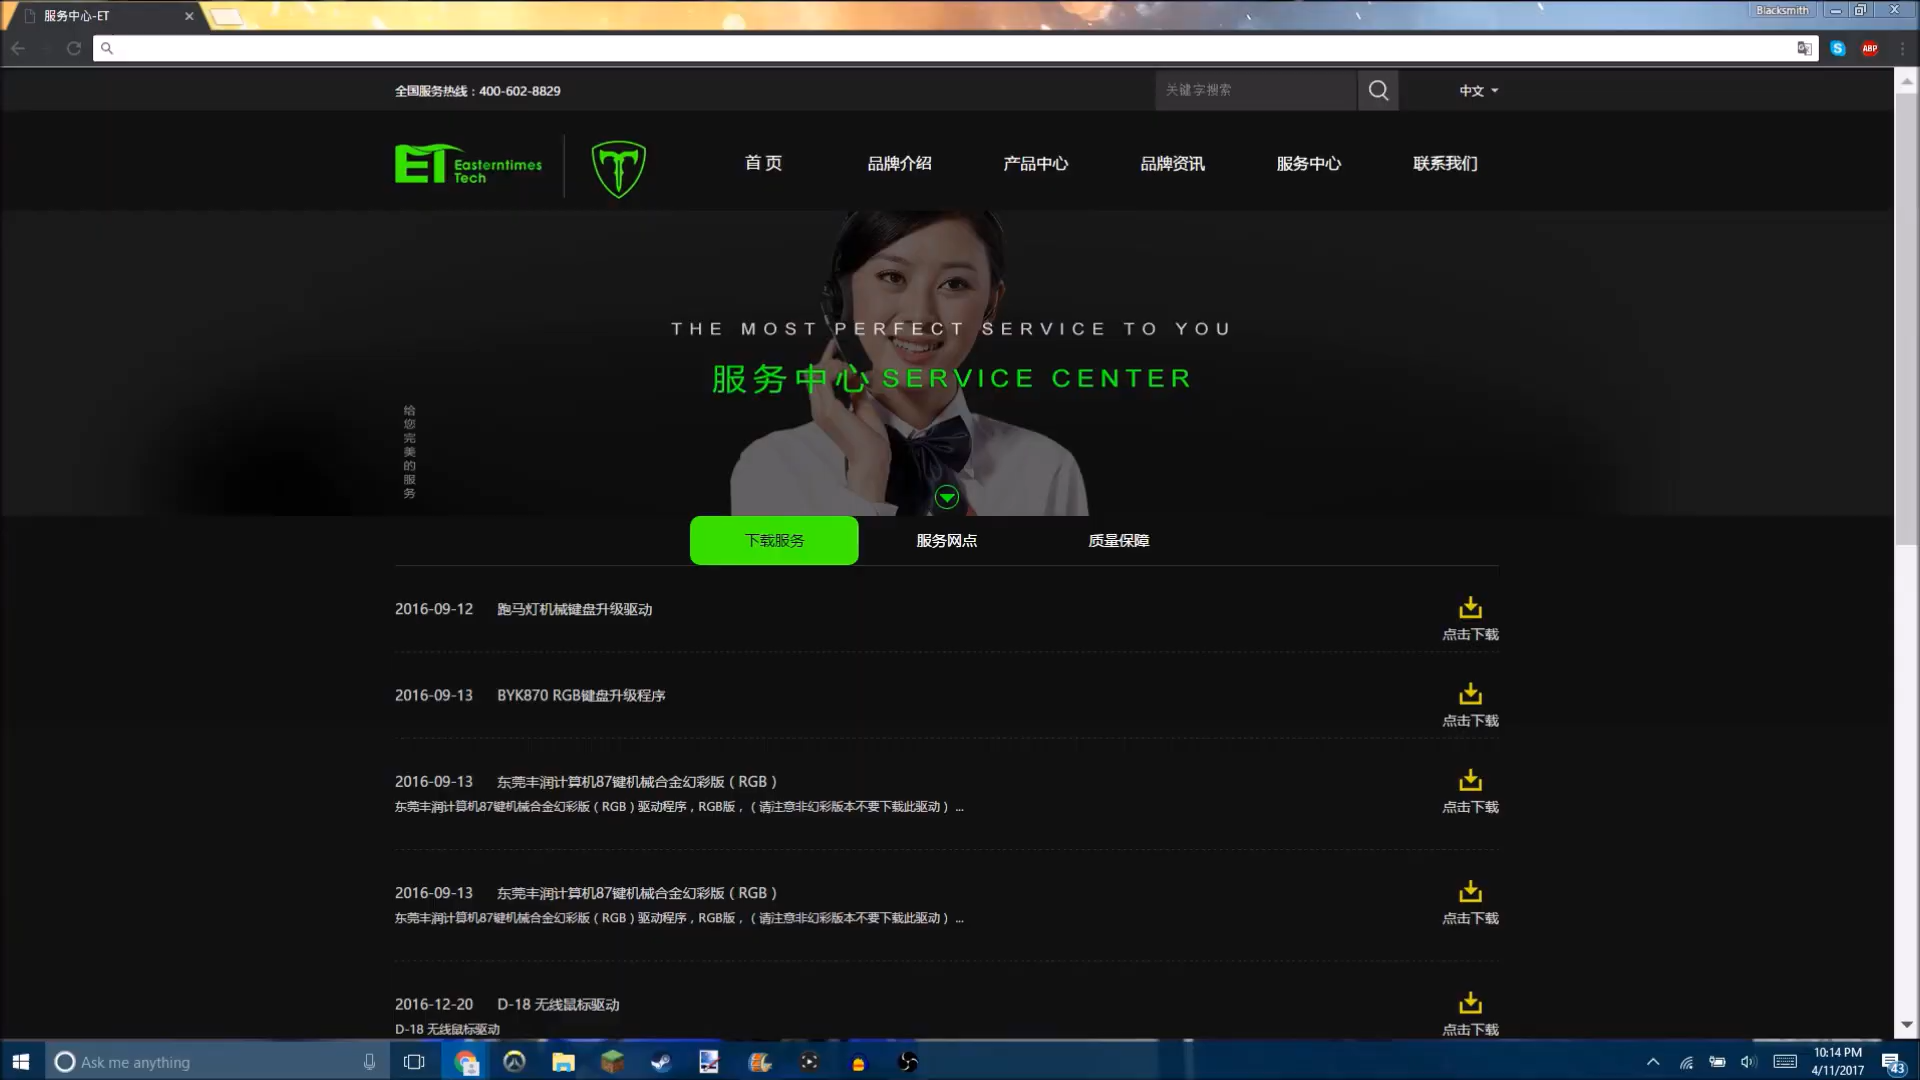 服务中心-ET
Blacksmith
ABP
全国服务热线：400-602-8829
关键字搜索
中文
ET Easterntimes
Tech
首页
品牌介绍
产品中心
品牌资讯
服务中心
联系我们
THE MOST PERFECT SERVICE TO YOU
服务中心 SERVICE CENTER
给您完美的服务
下载服务
服务网点
质量保障
2016-09-12 跑马灯机械键盘升级驱动
点击下载
2016-09-13 BYK870 RGB键盘升级程序
点击下载
2016-09-13 东莞丰润计算机87键机械合金幻彩版（RGB）
东莞丰润计算机87键机械合金幻彩版（RGB）驱动程序，RGB版，（请注意非幻彩版本不要下载此驱动） ...
点击下载
2016-09-13 东莞丰润计算机87键机械合金幻彩版（RGB）
东莞丰润计算机87键机械合金幻彩版（RGB）驱动程序，RGB版，（请注意非幻彩版本不要下载此驱动） ...
点击下载
2016-12-20 D-18 无线鼠标驱动
D-18 无线鼠标驱动
点击下载
Ask me anything
10:14 PM
4/11/2017
43